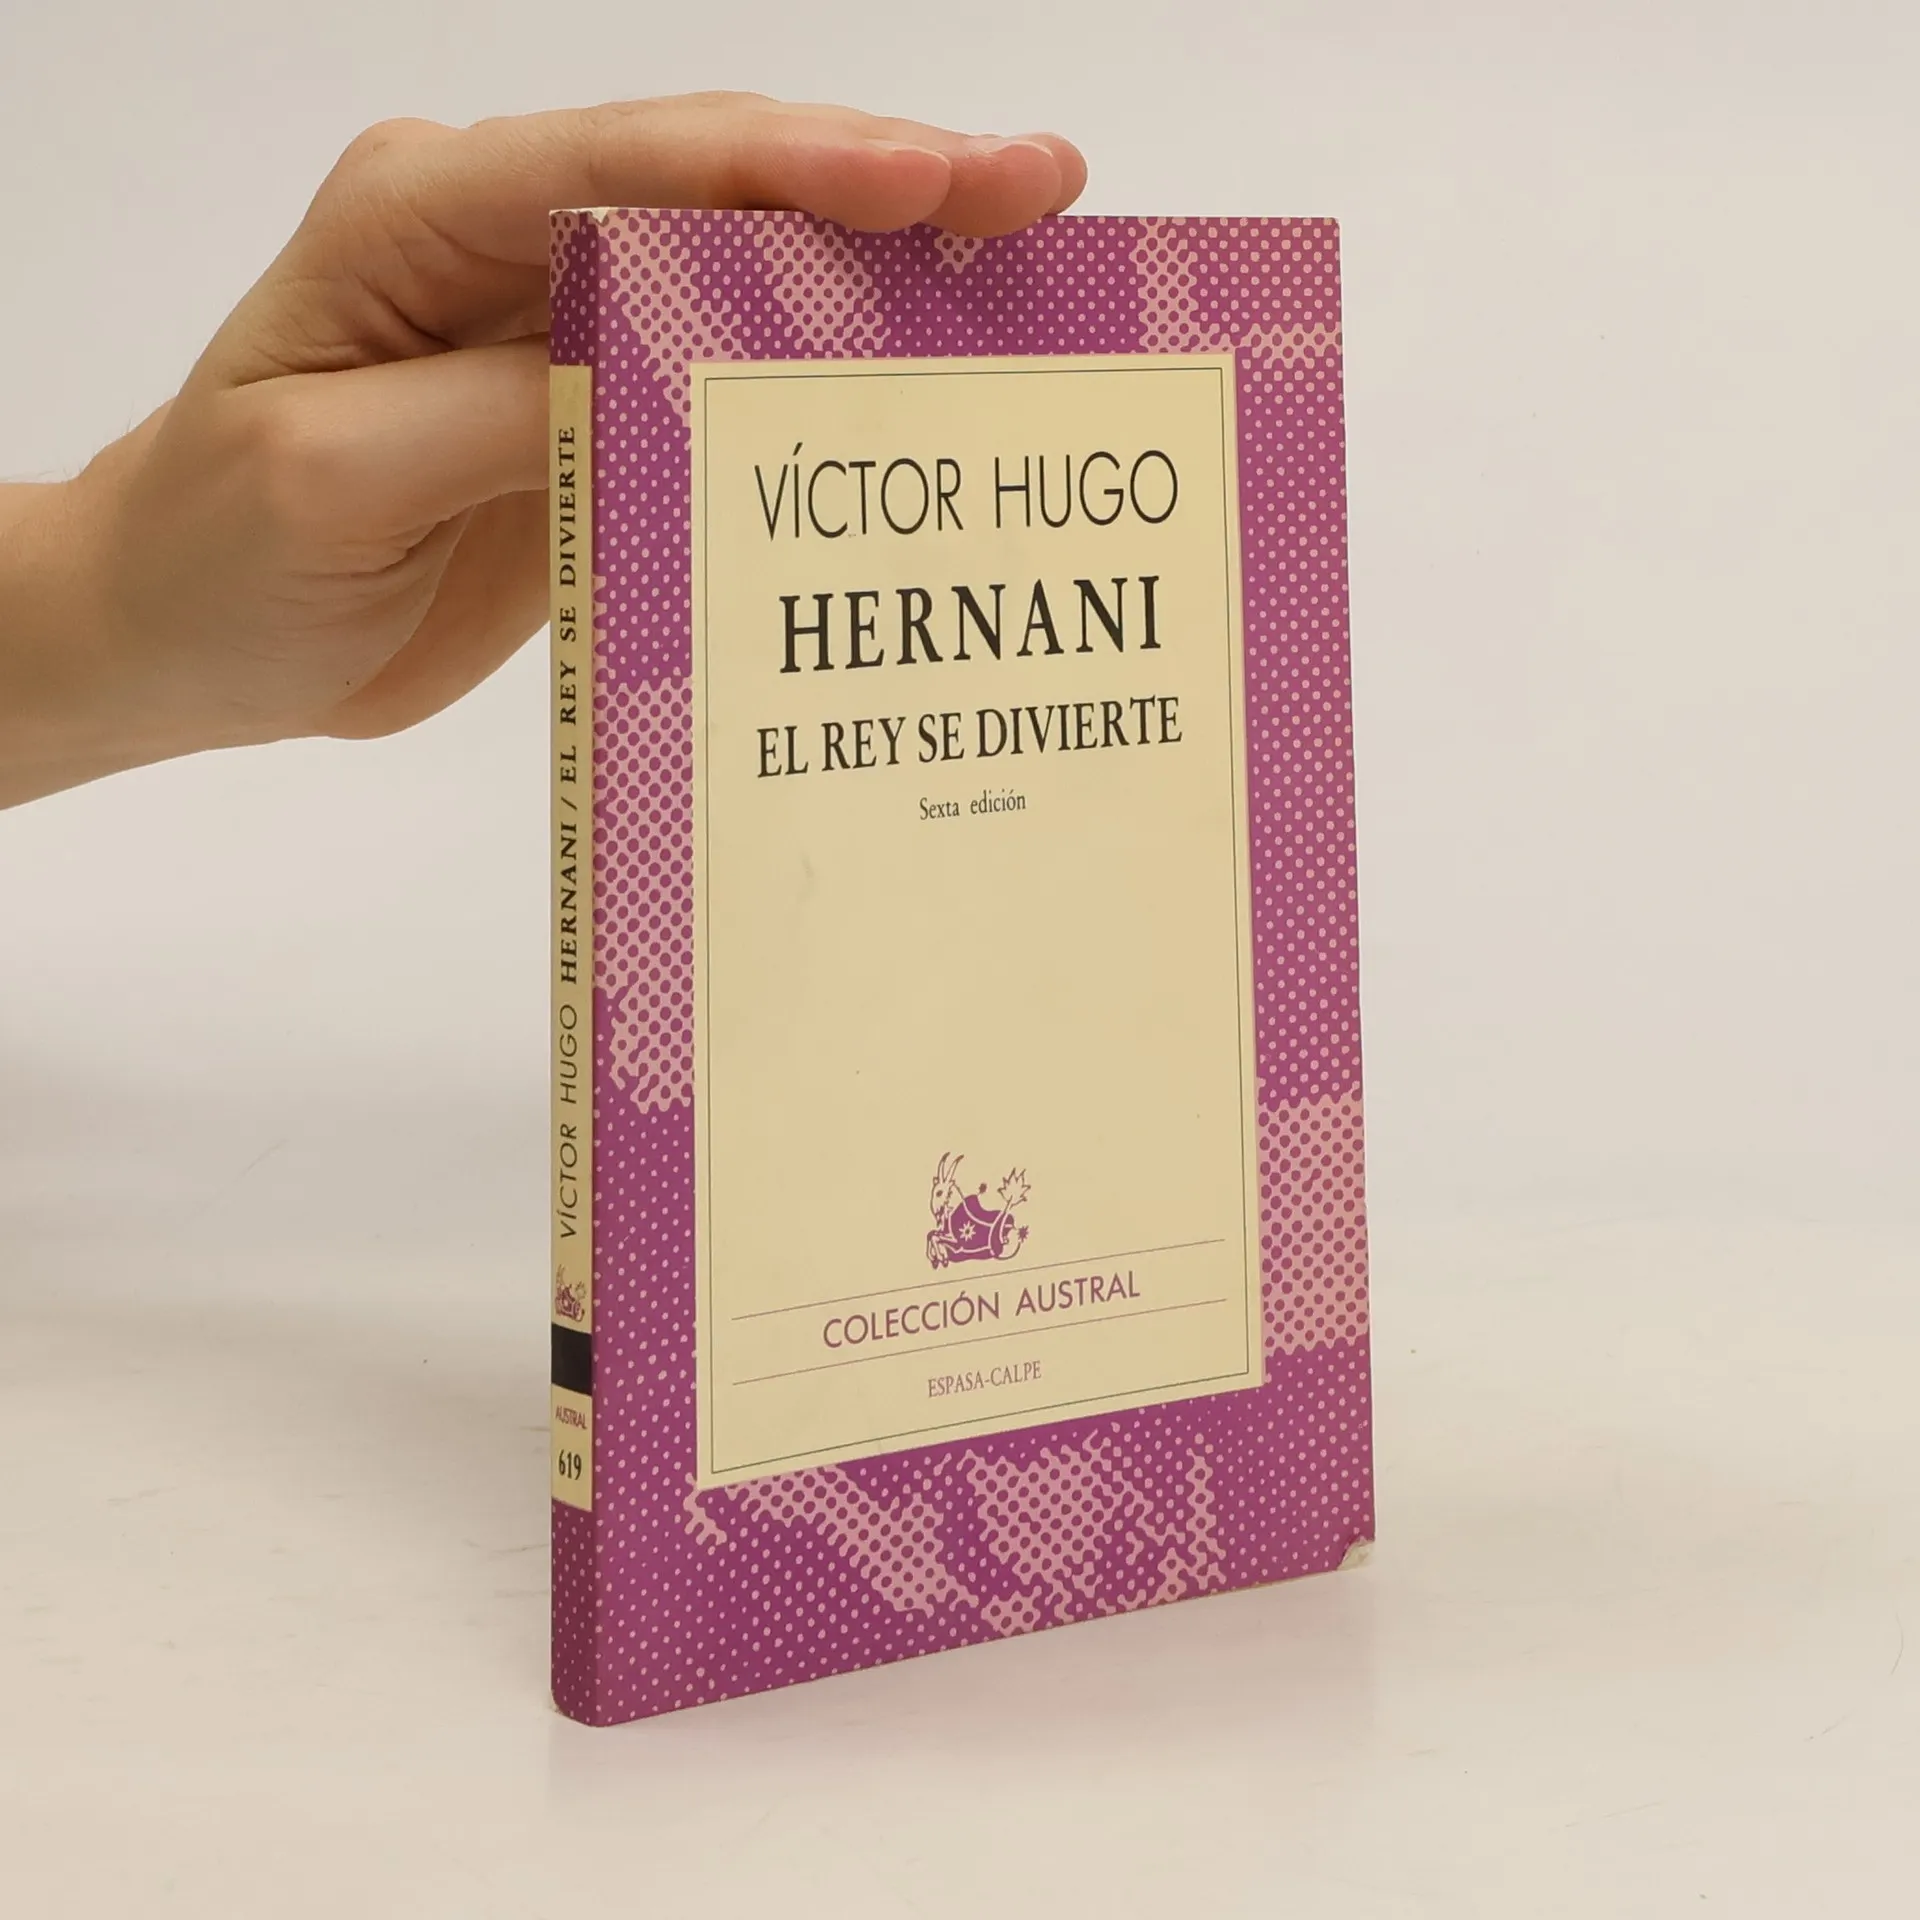 VÍCTOR HUGO
HERNANI
EL REY SE DIVIERTE
Sexta edición
COLECCIÓN AUSTRAL
ESPASA-CALPE
VÍCTOR HUGO HERNANI / EL REY SE DIVIERTE
AUSTRAL
619